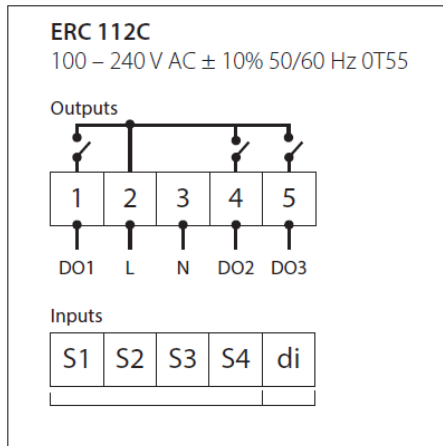 ERC 112C
100 – 240 V AC ± 10% 50/60 Hz 0T55
Outputs
1 2 3 4 5
DO1 L N DO2 DO3
Inputs
S1 S2 S3 S4 di